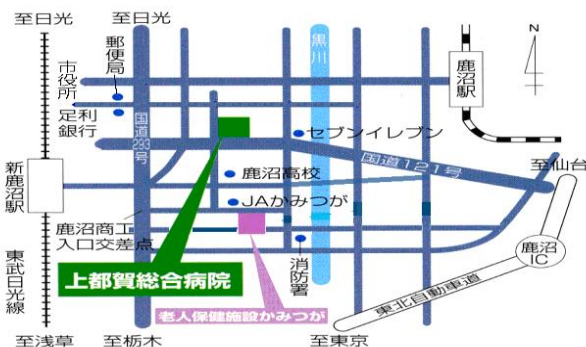 至日光
至日光
N
市役所
郵便局
黒川
鹿沼駅
足利
銀行
国道
293
号
セブンイレブン
国道121号
至仙台
新鹿沼駅
鹿沼高校
JAかみつが
鹿沼商工
入口交差点
消防署
鹿沼
IC
上都賀総合病院
東武日光線
老人保健施設かみつが
東北自動車道
至浅草
至栃木
至東京